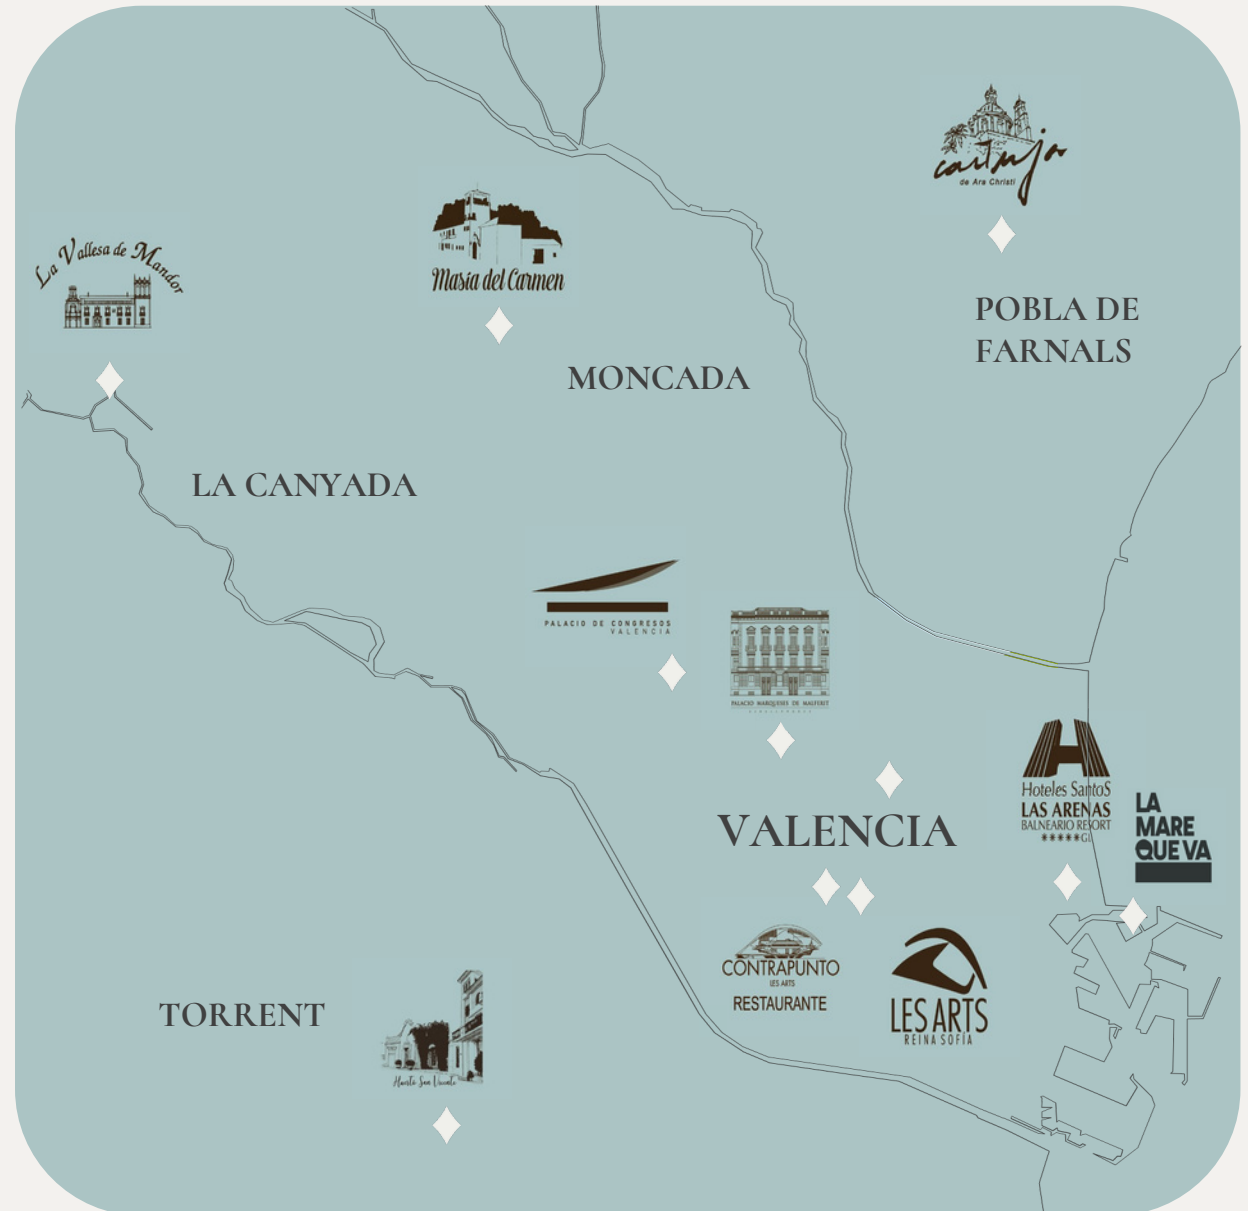 cartuja
de Ara Christi
Masía del Carmen
La Vallesa de Mandor
POBLA DE
FARNALS
MONCADA
LA CANYADA
PALACIO DE CONGRESOS
VALENCIA
PALACIO MARQUESES DE MALFERIT
Hoteles SantoS
LAS ARENAS
BALNEARIO RESORT
*****GL
LA
MARE
QUE VA
VALENCIA
CONTRAPUNTO
LES ARTS
RESTAURANTE
LES ARTS
REINA SOFÍA
TORRENT
Huerto San Vicente